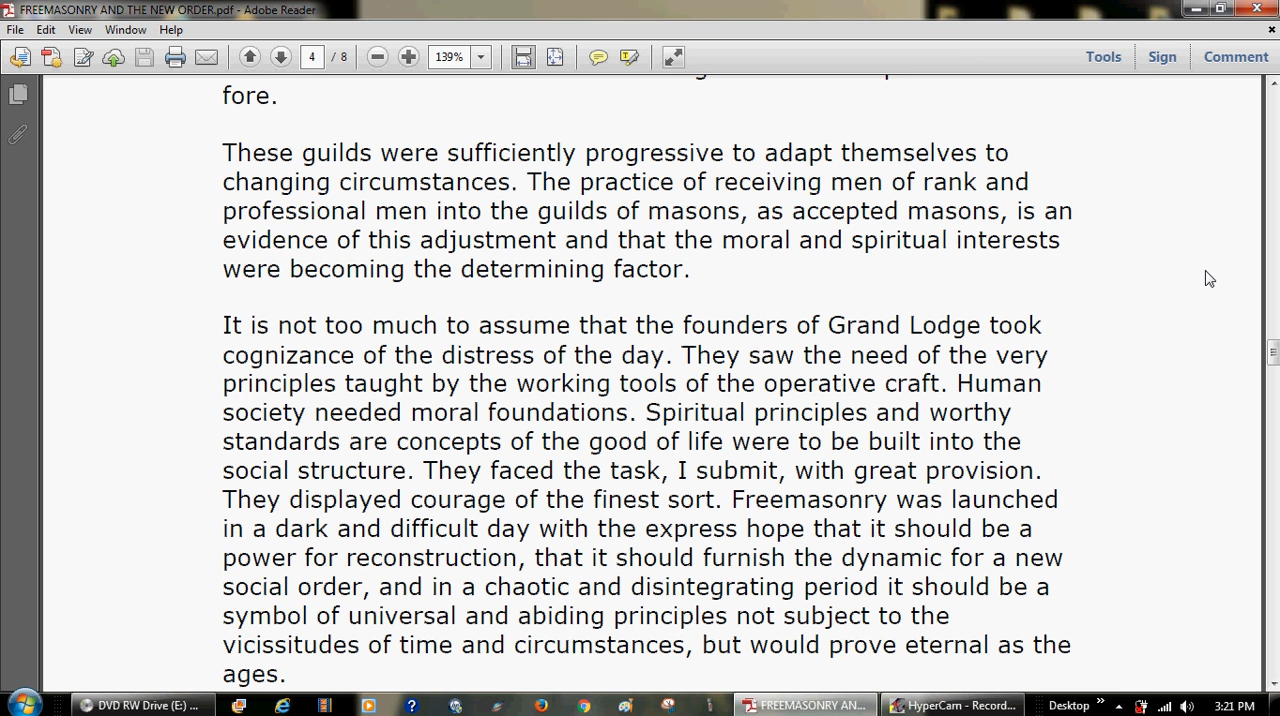 FREEMASONRY AND THE NEW ORDER.pdf - Adobe Reader
File Edit View Window Help
4 / 8 139% Tools Sign Comment
fore.
These guilds were sufficiently progressive to adapt themselves to
changing circumstances. The practice of receiving men of rank and
professional men into the guilds of masons, as accepted masons, is an
evidence of this adjustment and that the moral and spiritual interests
were becoming the determining factor.
It is not too much to assume that the founders of Grand Lodge took
cognizance of the distress of the day. They saw the need of the very
principles taught by the working tools of the operative craft. Human
society needed moral foundations. Spiritual principles and worthy
standards are concepts of the good of life were to be built into the
social structure. They faced the task, I submit, with great provision.
They displayed courage of the finest sort. Freemasonry was launched
in a dark and difficult day with the express hope that it should be a
power for reconstruction, that it should furnish the dynamic for a new
social order, and in a chaotic and disintegrating period it should be a
symbol of universal and abiding principles not subject to the
vicissitudes of time and circumstances, but would prove eternal as the
ages.
DVD RW Drive (E:) ... FREEMASONRY AN... HyperCam - Record... Desktop » 3:21 PM